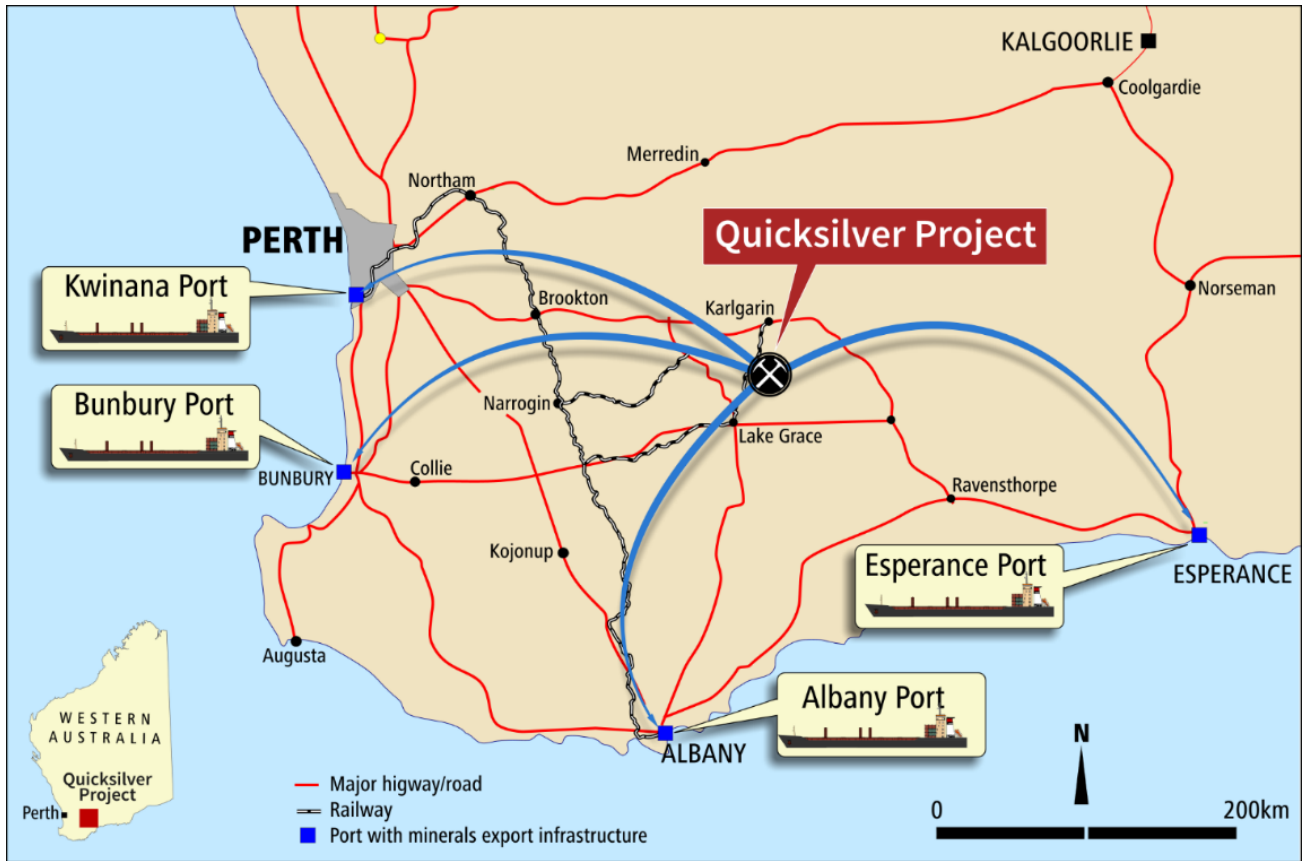 KALGOORLIE
Coolgardie
Merredin
Northam
PERTH
Quicksilver Project
Kwinana Port
Norseman
Brookton
Karlgarin
Bunbury Port
Narrogin
Lake Grace
BUNBURY
Collie
Ravensthorpe
Kojonup
Esperance Port
ESPERANCE
Augusta
Albany Port
ALBANY
WESTERN
AUSTRALIA
Quicksilver
Project
Perth
Major higway/road
Railway
Port with minerals export infrastructure
N
0
200km